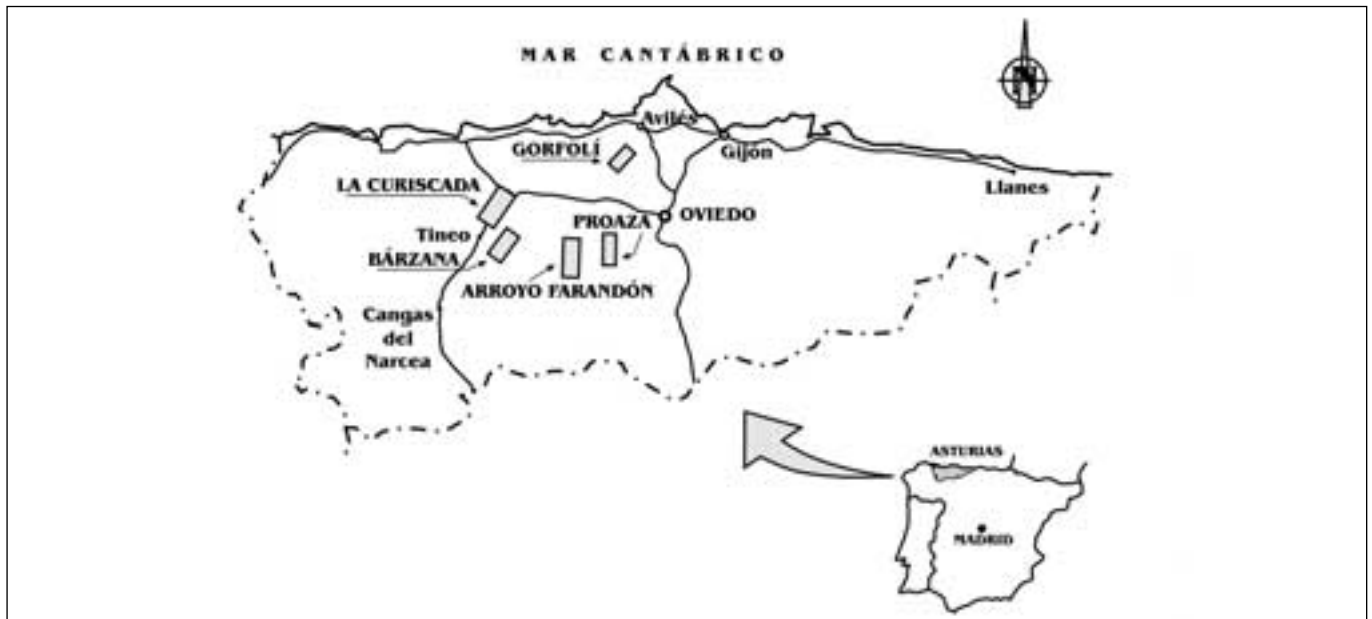 MAR CANTÁBRICO
N
Avilés
GORFOLÍ
Gijón
LA CURISCADA
Llanes
PROAZA
OVIEDO
Tineo
BÁRZANA
ARROYO FARANDÓN
Cangas
del
Narcea
ASTURIAS
MADRID